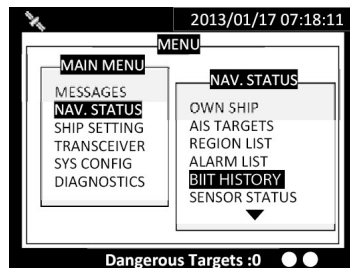 2013/01/17 07:18:11
MENU
MAIN MENU
MESSAGES
NAV. STATUS
SHIP SETTING
TRANSCEIVER
SYS CONFIG
DIAGNOSTICS
NAV. STATUS
OWN SHIP
AIS TARGETS
REGION LIST
ALARM LIST
BIIT HISTORY
SENSOR STATUS
Dangerous Targets :0